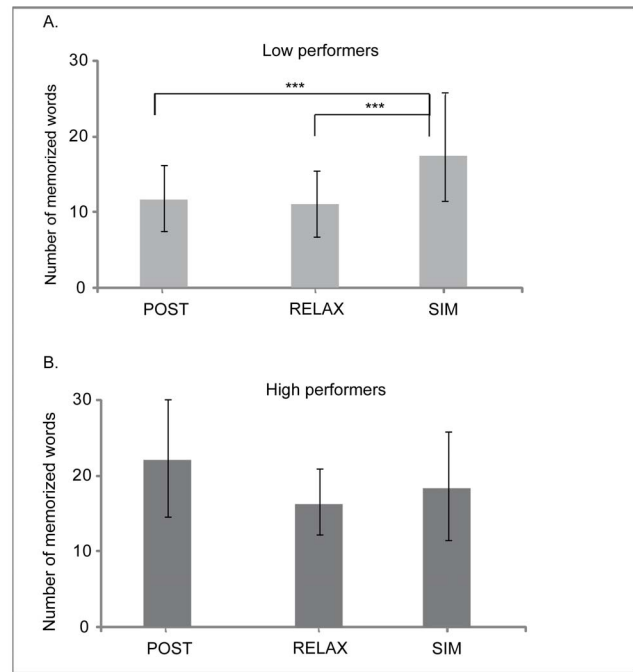 A.
Low performers
30
20
10
0
Number of memorized words
***
***
POST RELAX SIM
B.
High performers
30
20
10
0
Number of memorized words
POST RELAX SIM